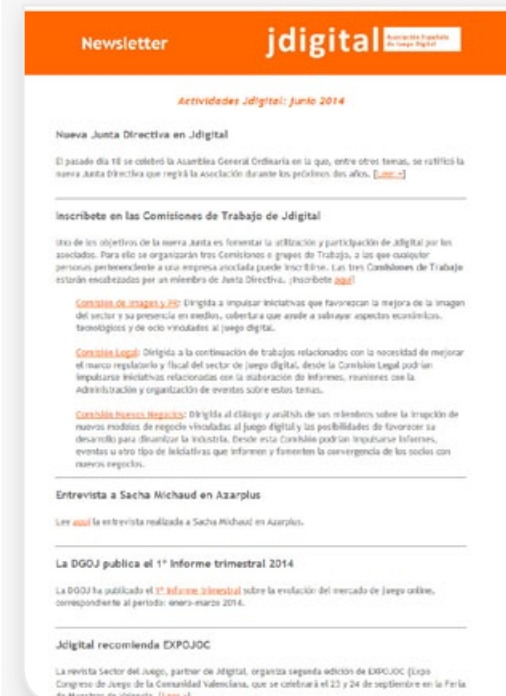 Newsletter
jdigital
Asociación Española
de Juego Digital
Actividades Jdigital: junio 2014
Nueva Junta Directiva en Jdigital
El pasado día 18 se celebró la Asamblea General Ordinaria en la que, entre otros temas, se ratificó la
nueva Junta Directiva que regirá la Asociación durante los próximos dos años. [Leer +]
Inscríbete en las Comisiones de Trabajo de Jdigital
Uno de los objetivos de la nueva Junta es fomentar la utilización y participación de Jdigital por los
asociados. Para ello se organizarán tres Comisiones o grupos de Trabajo, a las que cualquier
personas perteneneciente a una empresa asociada puede inscribirse. Las tres Comisiones de Trabajo
estarán encabezadas por un miembro de Junta Directiva. ¡Inscríbete aquí!
Comisión de Imagen y PR: Dirigida a impulsar iniciativas que favorezcan la mejora de la imagen
del sector y su presencia en medios, cobertura que ayude a subrayar aspectos económicos,
tecnológicos y de ocio vinculados al juego digital.
Comisión Legal: Dirigida a la continuación de trabajos relacionados con la necesidad de mejorar
el marco regulatorio y fiscal del sector de juego digital, desde la Comisión Legal podrían
impulsarse iniciativas relacionadas con la elaboración de informes, reuniones con la
Administración y organización de eventos sobre estos temas.
Comisión Nuevos Negocios: Dirigida al diálogo y análisis de sus miembros sobre la irrupción de
nuevos modelos de negocio vinculadas al juego digital y las posibilidades de favorecer su
desarrollo para dinamizar la industria. Desde esta Comisión podrían impulsarse informes,
eventos u otro tipo de iniciativas que informen y fomenten la convergencia de los socios con
nuevos negocios.
Entrevista a Sacha Michaud en Azarplus
Leer aquí la entrevista realizada a Sacha Michaud en Azarplus.
La DGOJ publica el 1º Informe trimestral 2014
La DGOJ ha publicado el 1º Informe trimestral sobre la evolución del mercado de juego online,
correspondiente al periodo: enero-marzo 2014.
Jdigital recomienda EXPOJOC
La revista Sector del Juego, partner de Jdigital, organiza segunda edición de EXPOJOC (Expo
Congreso de Juego de la Comunidad Valenciana, que se celebrará el 23 y 24 de septiembre en la Feria
de Muestras de Valencia. [Leer +]